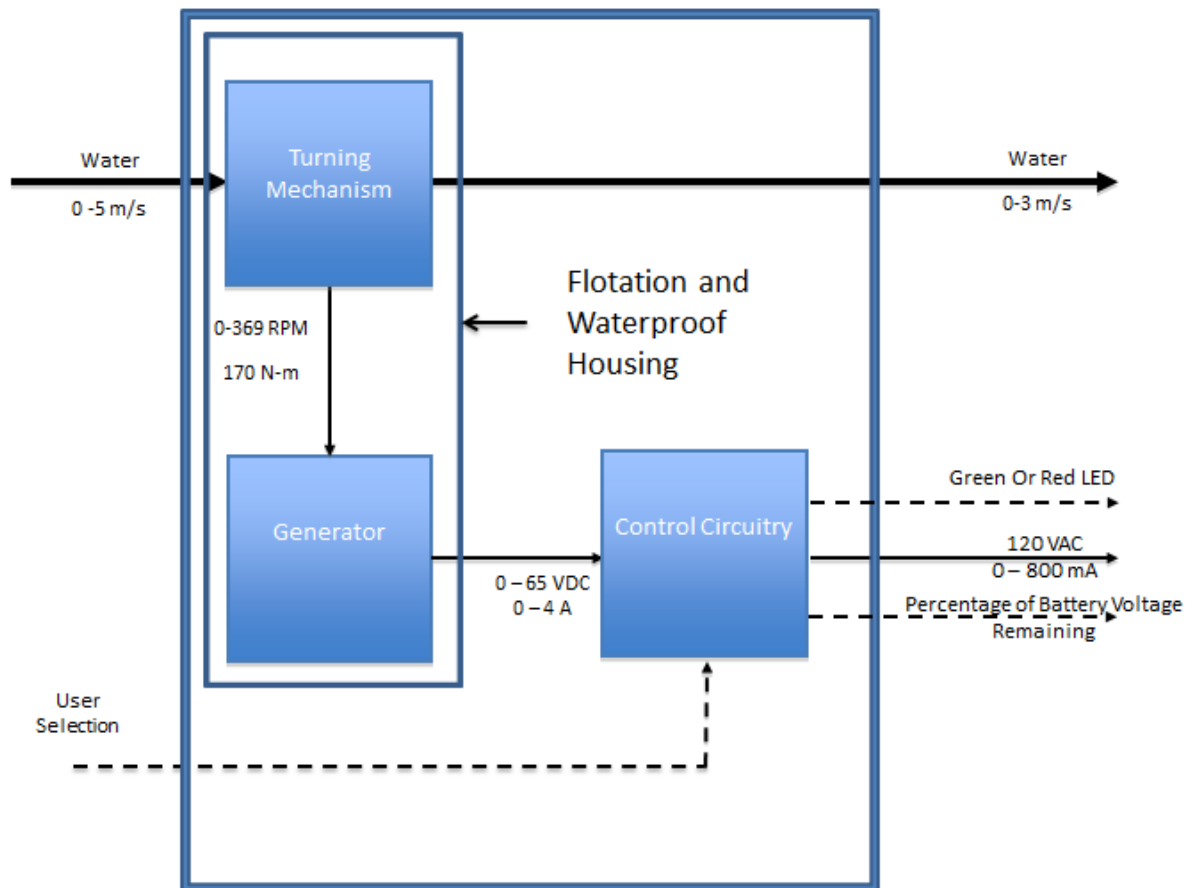 Turning
Mechanism
Water
0 -5 m/s
Water
0-3 m/s
Flotation and
Waterproof
Housing
0-369 RPM
170 N-m
Generator
Control Circuitry
0 – 65 VDC
0 – 4 A
Green Or Red LED
120 VAC
0 – 800 mA
Percentage of Battery Voltage
Remaining
User
Selection